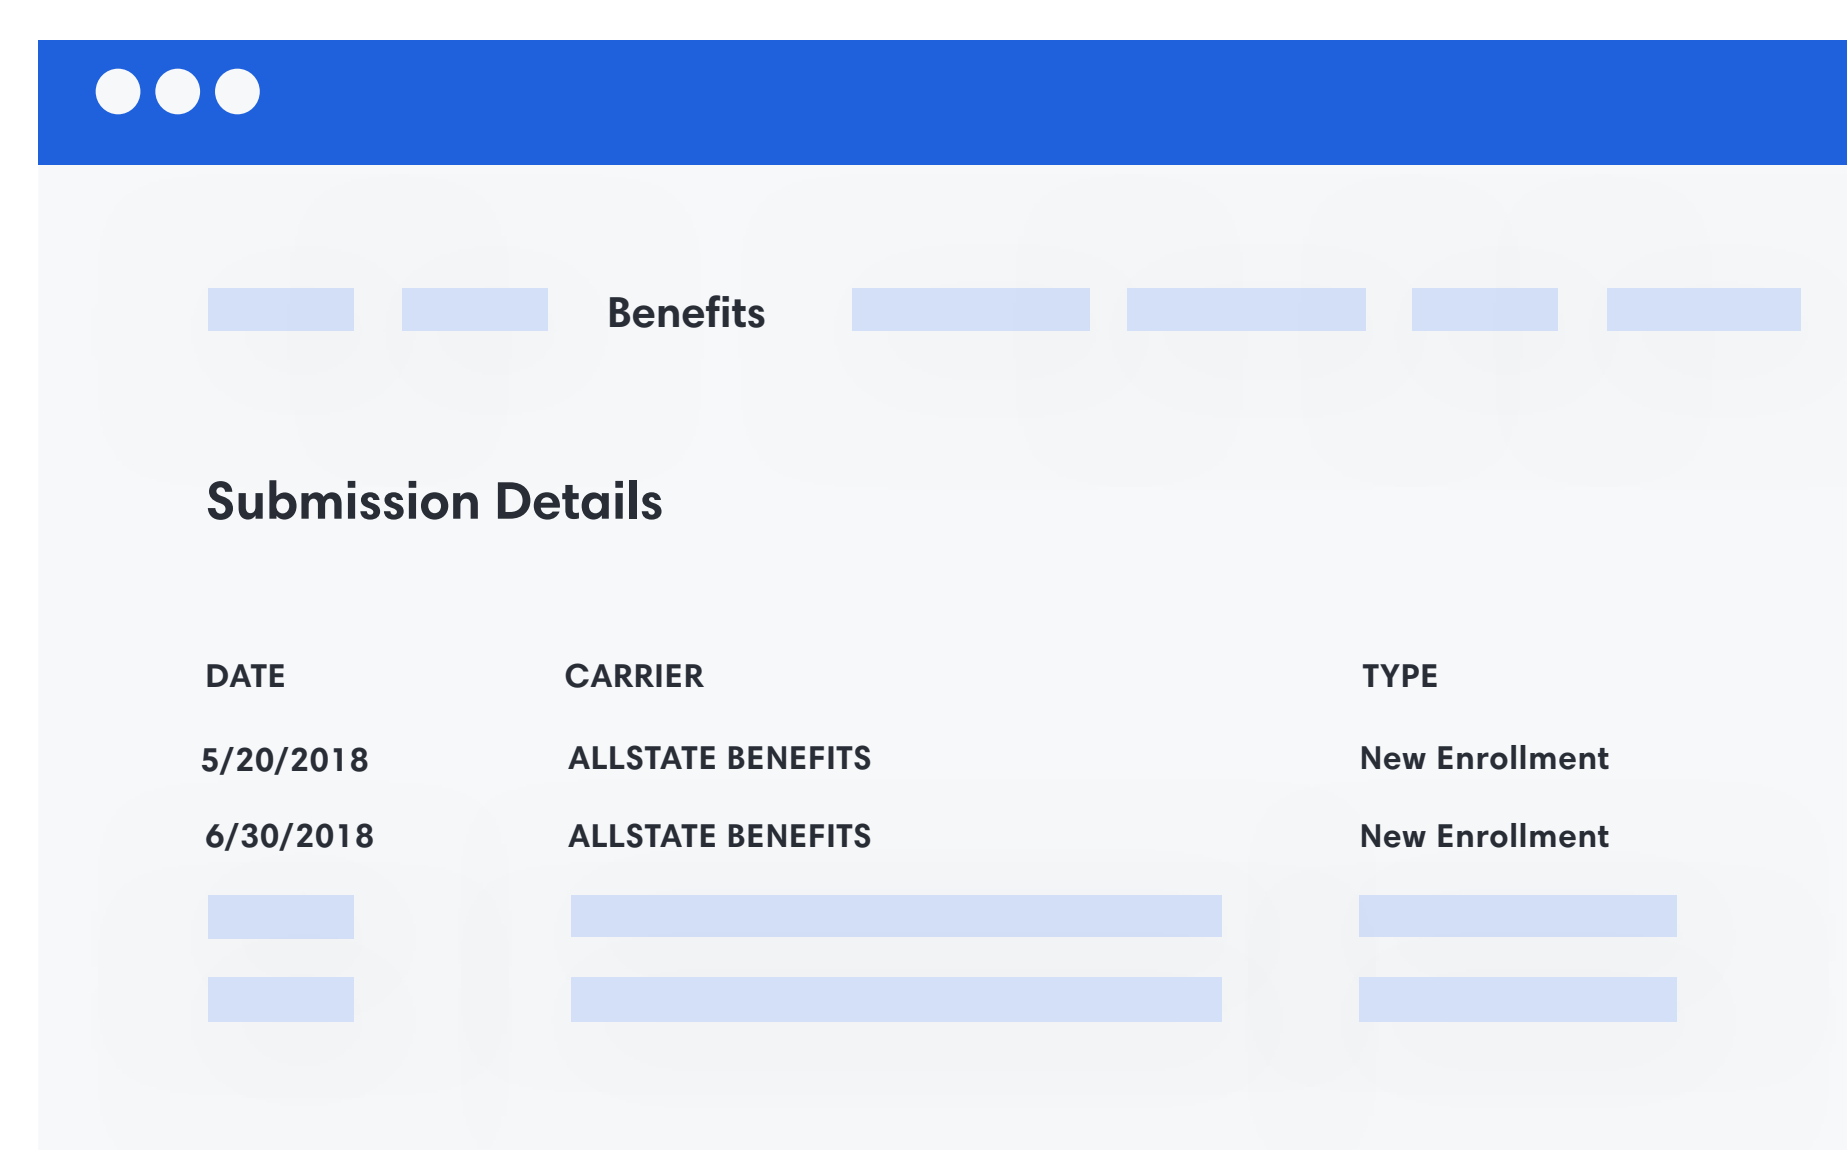 Benefits
Submission Details
DATE CARRIER TYPE
5/20/2018 ALLSTATE BENEFITS New Enrollment
6/30/2018 ALLSTATE BENEFITS New Enrollment